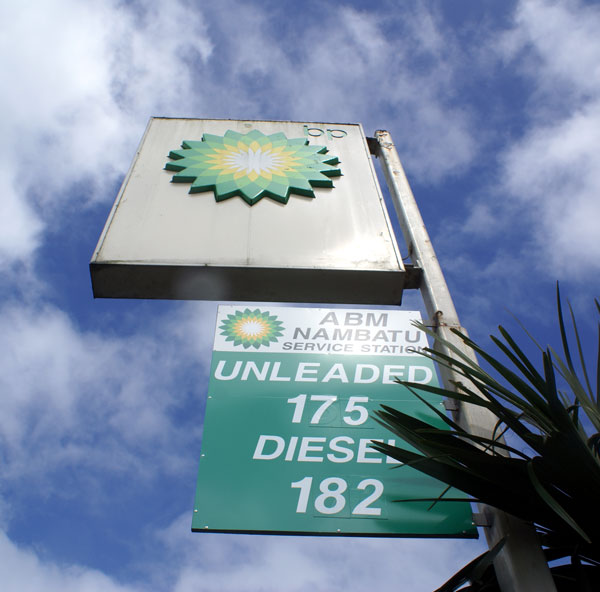 bp
ABM
NAMBATU
SERVICE STATION
UNLEADED
175
DIESEL
182